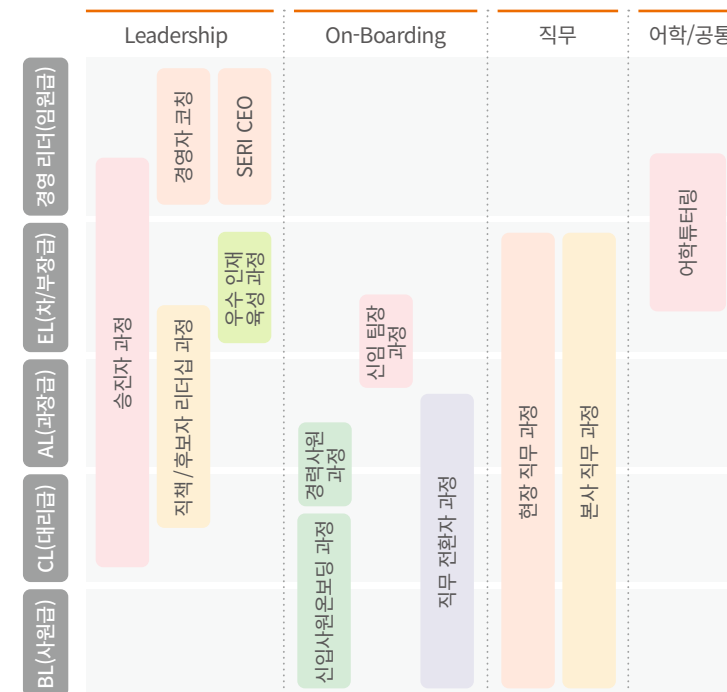 Leadership
On-Boarding
직무
어학/공통
경영 리더(임원급)
EL(차/부장급)
AL(과장급)
CL(대리급)
BL(사원급)
승진자 과정
경영자 코칭
SERI CEO
우수 인재
육성 과정
직책/후보자 리더십 과정
신임 팀장
과정
경력사원
과정
신입사원온보딩 과정
직무 전환자 과정
현장 직무 과정
본사 직무 과정
어학튜터링